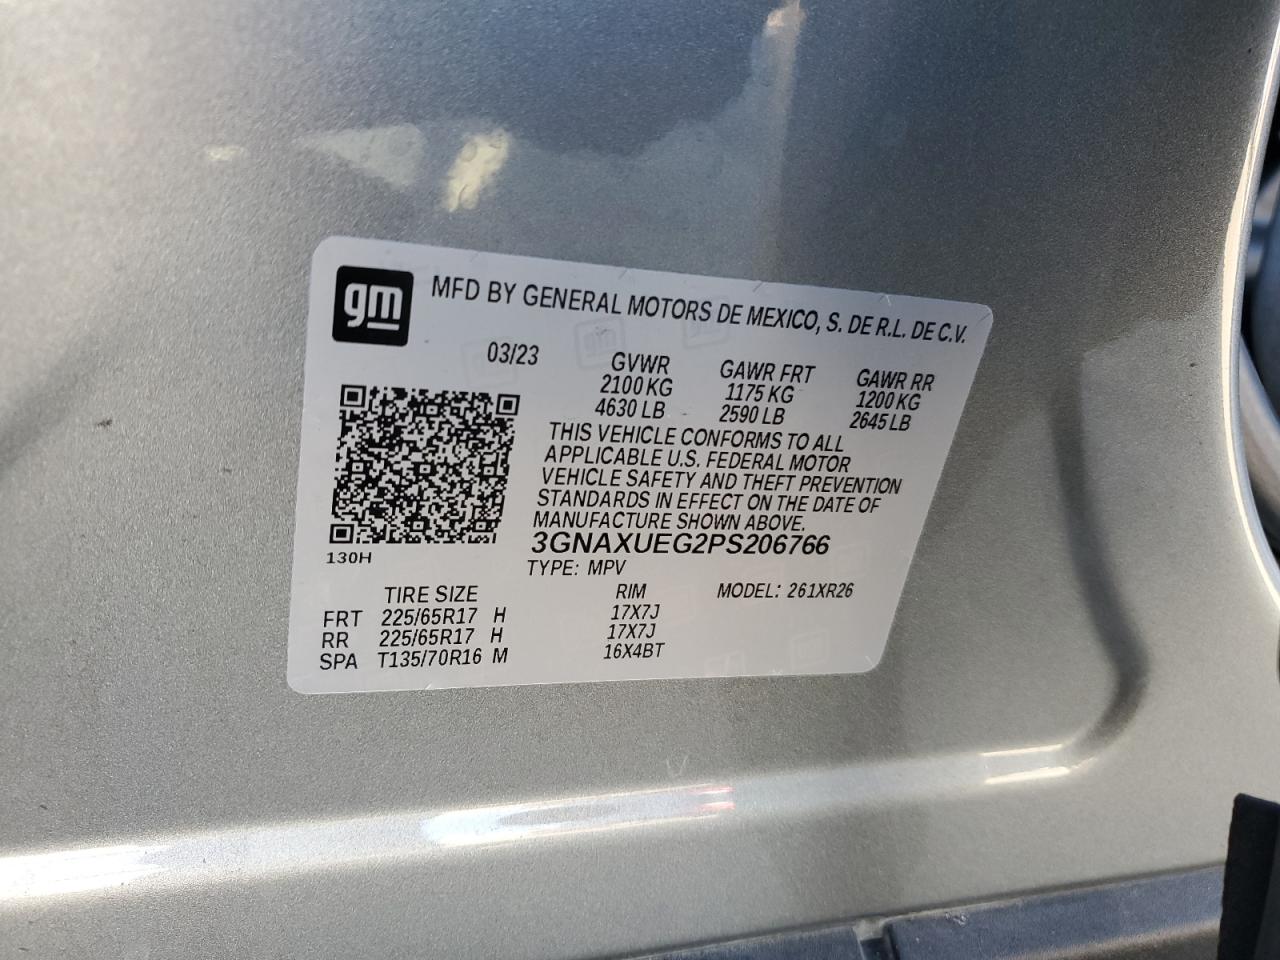 gm
MFD BY GENERAL MOTORS DE MEXICO, S. DE R.L. DE C.V.
03/23 GVWR GAWR FRT GAWR RR
2100 KG 1175 KG 1200 KG
4630 LB 2590 LB 2645 LB
THIS VEHICLE CONFORMS TO ALL
APPLICABLE U.S. FEDERAL MOTOR
VEHICLE SAFETY AND THEFT PREVENTION
STANDARDS IN EFFECT ON THE DATE OF
MANUFACTURE SHOWN ABOVE.
3GNAXUEG2PS206766
130H
TYPE: MPV
TIRE SIZE RIM MODEL: 261XR26
FRT 225/65R17 H 17X7J
RR 225/65R17 H 17X7J
SPA T135/70R16 M 16X4BT